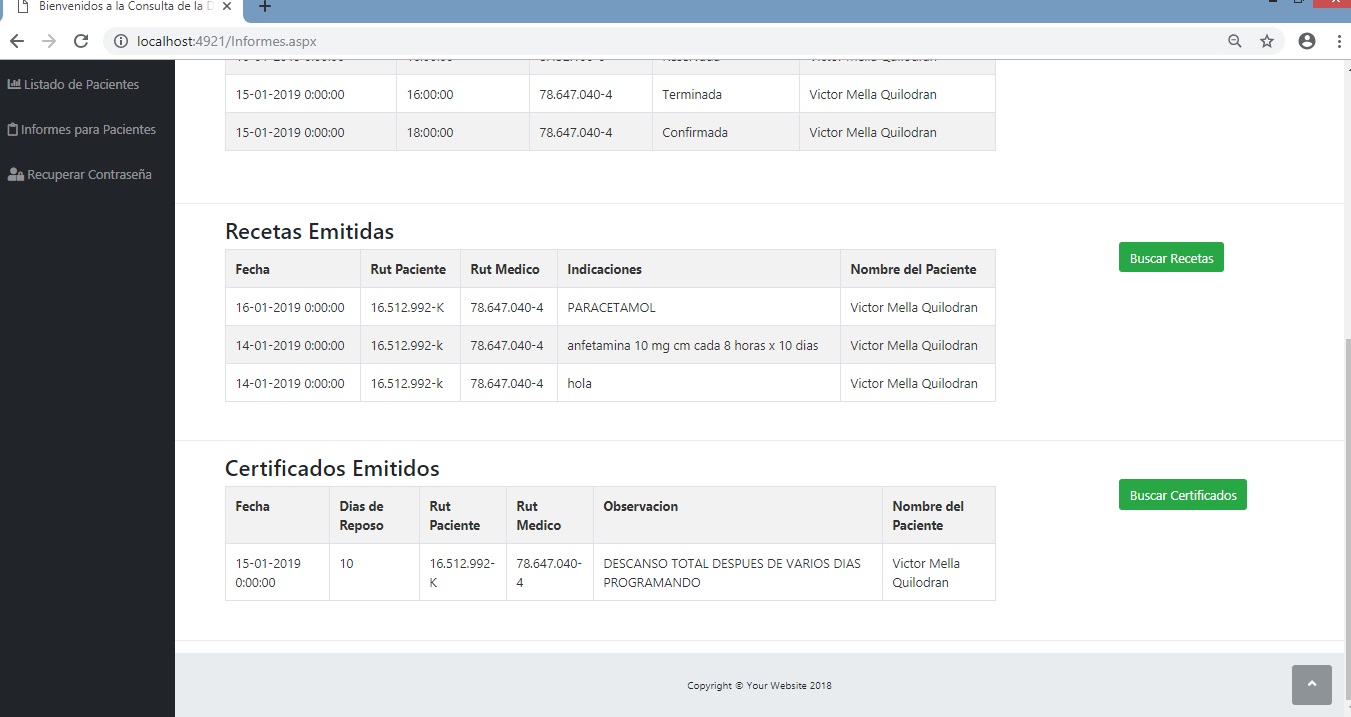 Bienvenidos a la Consulta de la D
localhost:4921/Informes.aspx
Listado de Pacientes
Informes para Pacientes
Recuperar Contraseña
15-01-2019 0:00:00 16:00:00 78.647.040-4 Terminada Victor Mella Quilodran
15-01-2019 0:00:00 18:00:00 78.647.040-4 Confirmada Victor Mella Quilodran
Recetas Emitidas
Buscar Recetas
Fecha Rut Paciente Rut Medico Indicaciones Nombre del Paciente
16-01-2019 0:00:00 16.512.992-K 78.647.040-4 PARACETAMOL Victor Mella Quilodran
14-01-2019 0:00:00 16.512.992-k 78.647.040-4 anfetamina 10 mg cm cada 8 horas x 10 dias Victor Mella Quilodran
14-01-2019 0:00:00 16.512.992-k 78.647.040-4 hola Victor Mella Quilodran
Certificados Emitidos
Buscar Certificados
Fecha Dias de Rut Rut Observacion Nombre del
Reposo Paciente Medico Paciente
15-01-2019 10 16.512.992- 78.647.040- DESCANSO TOTAL DESPUES DE VARIOS DIAS Victor Mella
0:00:00 K 4 PROGRAMANDO Quilodran
Copyright © Your Website 2018